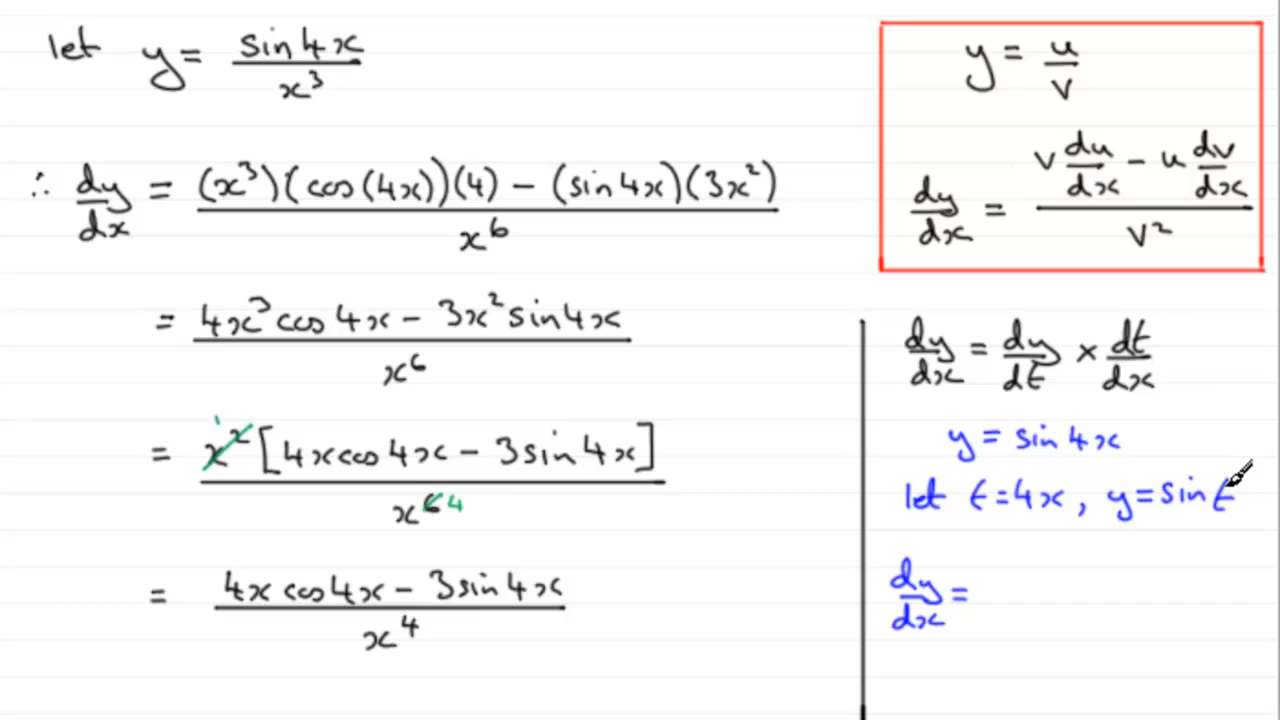 let y = sin 4x / x³
∴ dy/dx = (x³)(cos(4x))(4) − (sin 4x)(3x²) / x⁶
= 4x³ cos 4x − 3x² sin 4x / x⁶
= x² 1 [4x cos 4x − 3 sin 4x] / x⁶ 4
= 4x cos 4x − 3 sin 4x / x⁴
y = u/v
dy/dx = v du/dx − u dv/dx / v²
dy/dx = dy/dt × dt/dx
y = sin 4x
let t = 4x, y = sin t
dy/dx =